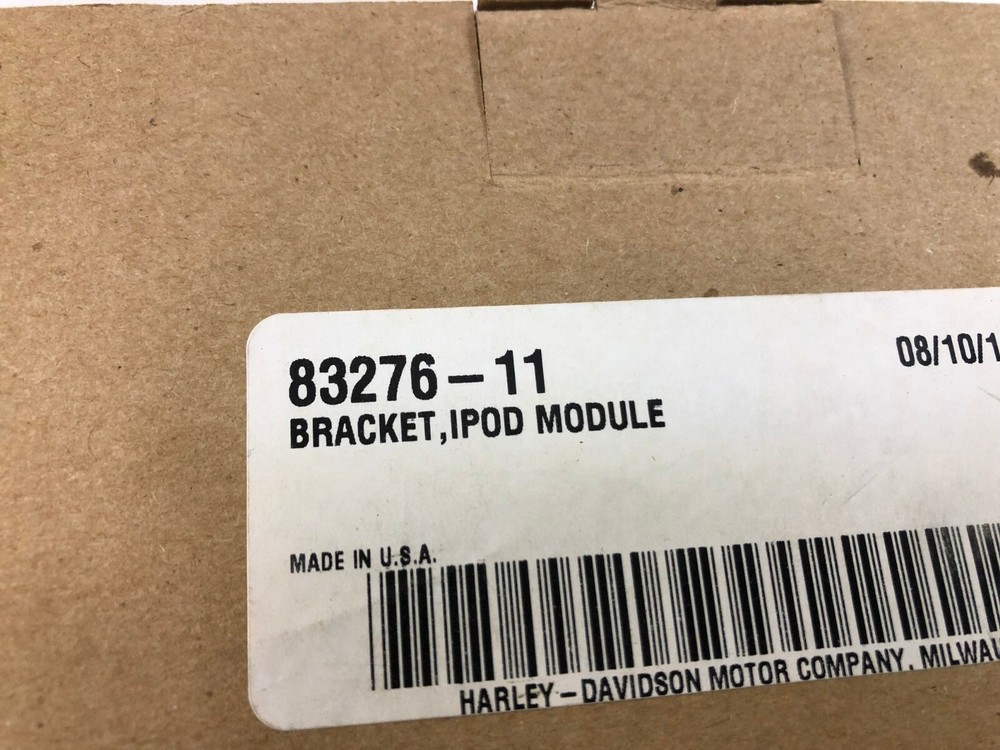 83276-11
08/10/1
BRACKET,IPOD MODULE
MADE IN U.S.A.
HARLEY-DAVIDSON MOTOR COMPANY, MILWAU